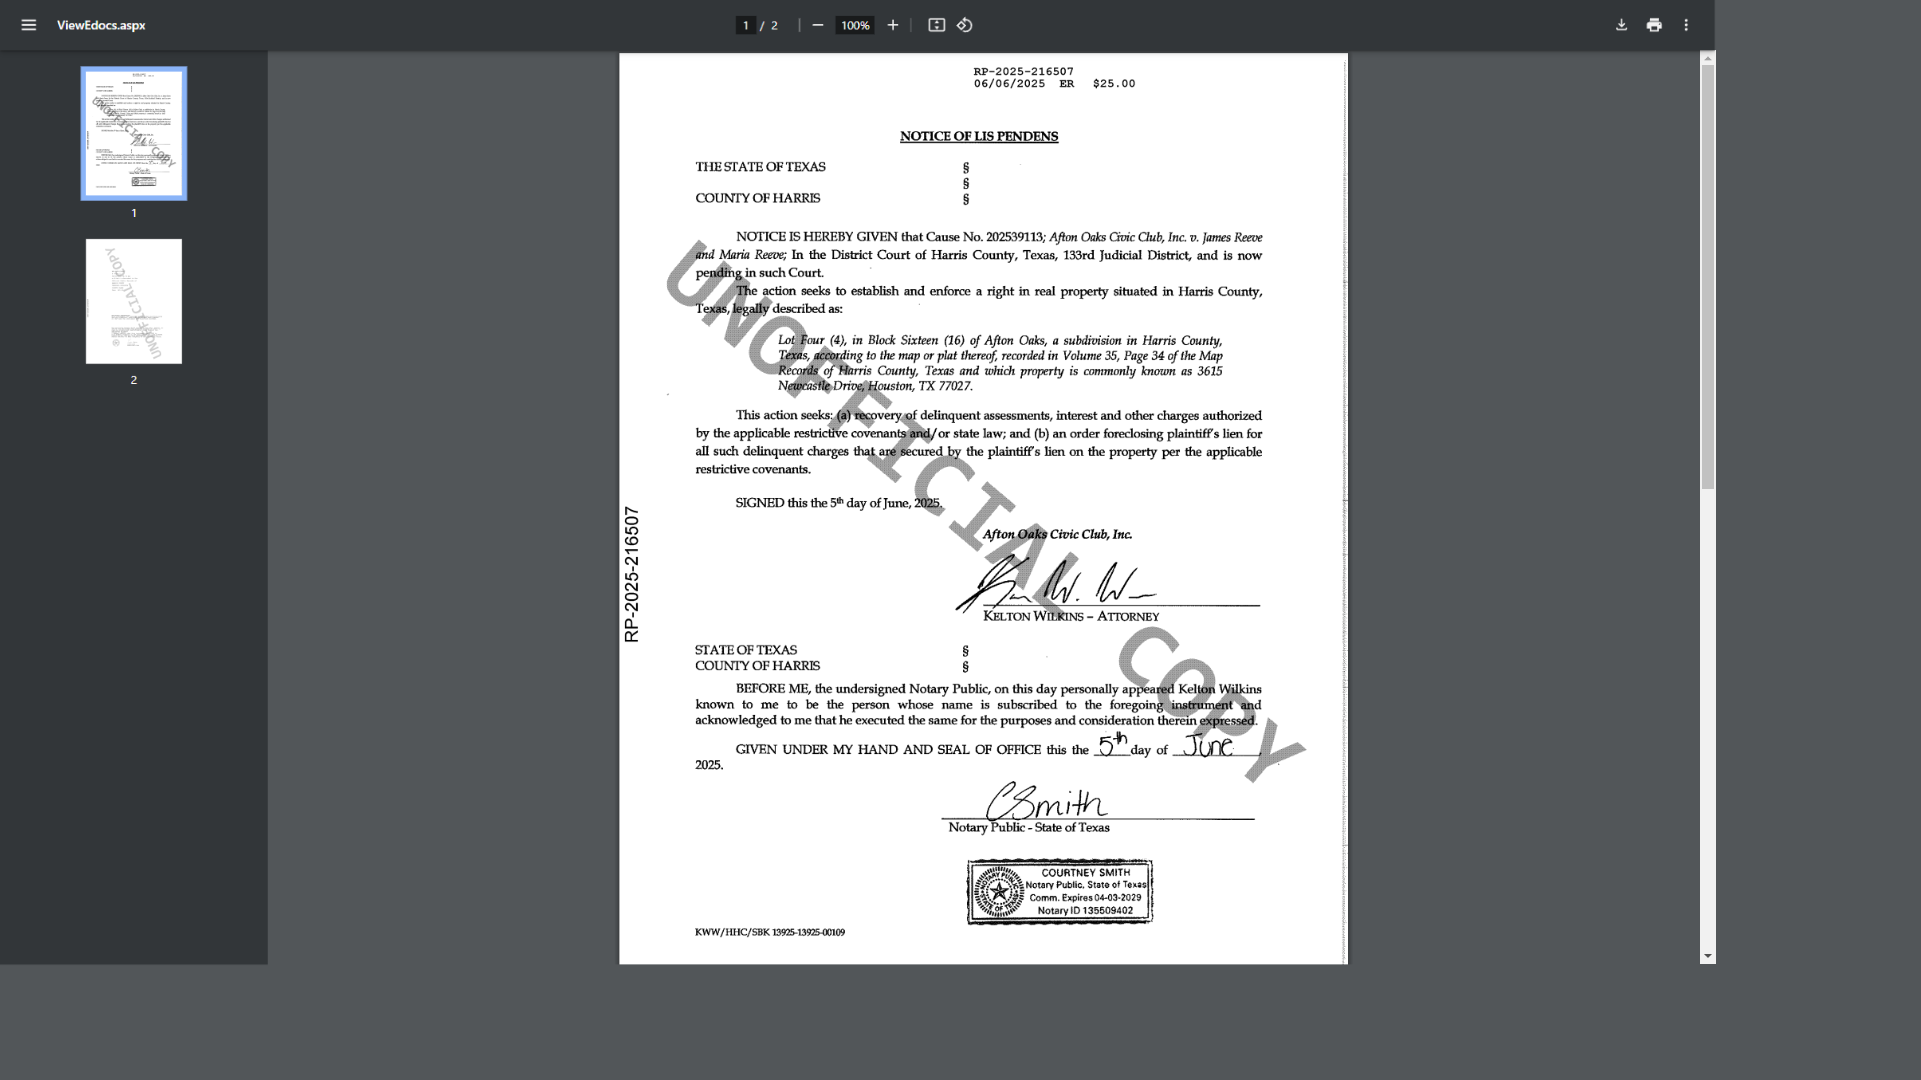 ViewEdocs.aspx
1 / 2
100%
1
2
RP-2025-216507
06/06/2025 ER $25.00
NOTICE OF LIS PENDENS
THE STATE OF TEXAS §
§
COUNTY OF HARRIS §
NOTICE IS HEREBY GIVEN that Cause No. 202539113; Afton Oaks Civic Club, Inc. v. James Reeve
and Maria Reeve; In the District Court of Harris County, Texas, 133rd Judicial District, and is now
pending in such Court.
The action seeks to establish and enforce a right in real property situated in Harris County,
Texas, legally described as:
Lot Four (4), in Block Sixteen (16) of Afton Oaks, a subdivision in Harris County,
Texas, according to the map or plat thereof, recorded in Volume 35, Page 34 of the Map
Records of Harris County, Texas and which property is commonly known as 3615
Newcastle Drive, Houston, TX 77027.
This action seeks: (a) recovery of delinquent assessments, interest and other charges authorized
by the applicable restrictive covenants and/or state law; and (b) an order foreclosing plaintiff's lien for
all such delinquent charges that are secured by the plaintiff's lien on the property per the applicable
restrictive covenants.
SIGNED this the 5th day of June, 2025.
Afton Oaks Civic Club, Inc.
KELTON WILKINS – ATTORNEY
STATE OF TEXAS §
COUNTY OF HARRIS §
BEFORE ME, the undersigned Notary Public, on this day personally appeared Kelton Wilkins
known to me to be the person whose name is subscribed to the foregoing instrument and
acknowledged to me that he executed the same for the purposes and consideration therein expressed.
GIVEN UNDER MY HAND AND SEAL OF OFFICE this the 5th day of June,
2025.
CSmith
Notary Public - State of Texas
NOTARY PUBLIC
STATE OF TEXAS
COURTNEY SMITH
Notary Public, State of Texas
Comm. Expires 04-03-2029
Notary ID 135509402
KWW/HHC/SBK 13925-13925-00109
RP-2025-216507
UNOFFICIAL COPY